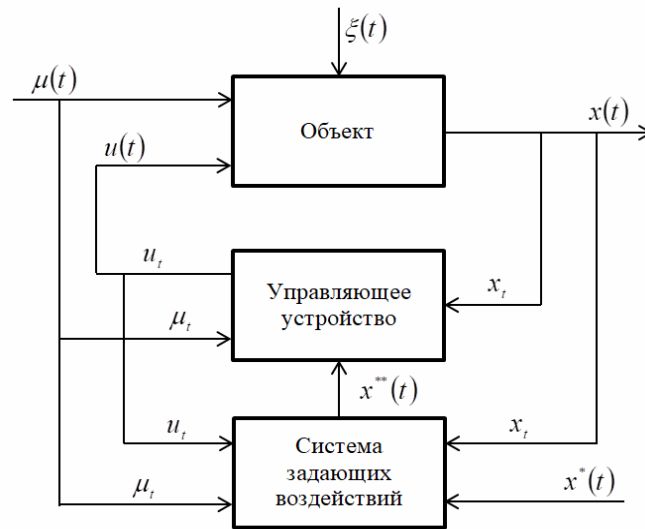 ξ(t)
μ(t)
x(t)
Объект
u(t)
u_t
Управляющее
устройство
x_t
μ_t
x^{**}(t)
u_t
Система
задающих
воздействий
x_t
μ_t
x^*(t)